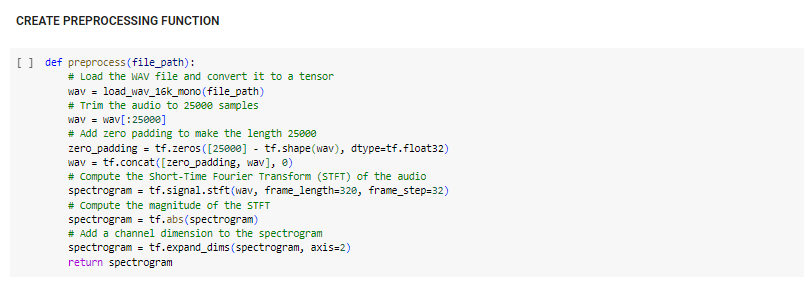 CREATE PREPROCESSING FUNCTION
[ ] def preprocess(file_path):
# Load the WAV file and convert it to a tensor
wav = load_wav_16k_mono(file_path)
# Trim the audio to 25000 samples
wav = wav[:25000]
# Add zero padding to make the length 25000
zero_padding = tf.zeros([25000] - tf.shape(wav), dtype=tf.float32)
wav = tf.concat([zero_padding, wav], 0)
# Compute the Short-Time Fourier Transform (STFT) of the audio
spectrogram = tf.signal.stft(wav, frame_length=320, frame_step=32)
# Compute the magnitude of the STFT
spectrogram = tf.abs(spectrogram)
# Add a channel dimension to the spectrogram
spectrogram = tf.expand_dims(spectrogram, axis=2)
return spectrogram